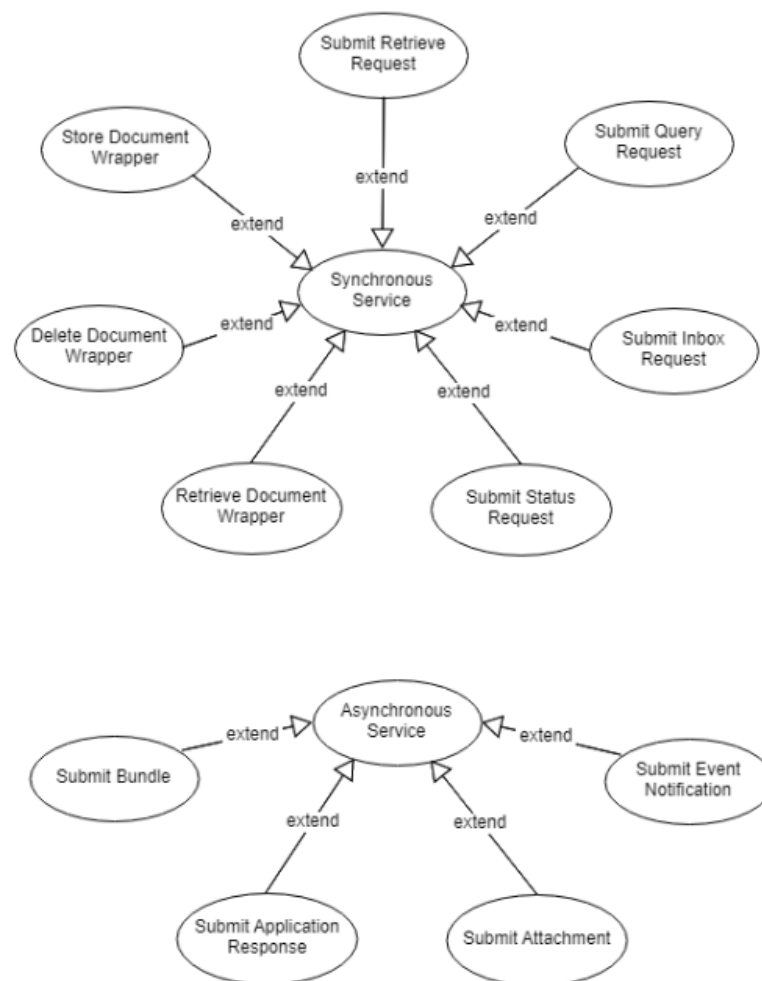 Submit Retrieve
Request
Store Document
Wrapper
Submit Query
Request
extend
extend
extend
Synchronous
Service
Delete Document
Wrapper
extend
extend
Submit Inbox
Request
extend
extend
Retrieve Document
Wrapper
Submit Status
Request
Asynchronous
Service
extend
extend
Submit Bundle
Submit Event
Notification
extend
extend
Submit Application
Response
Submit Attachment